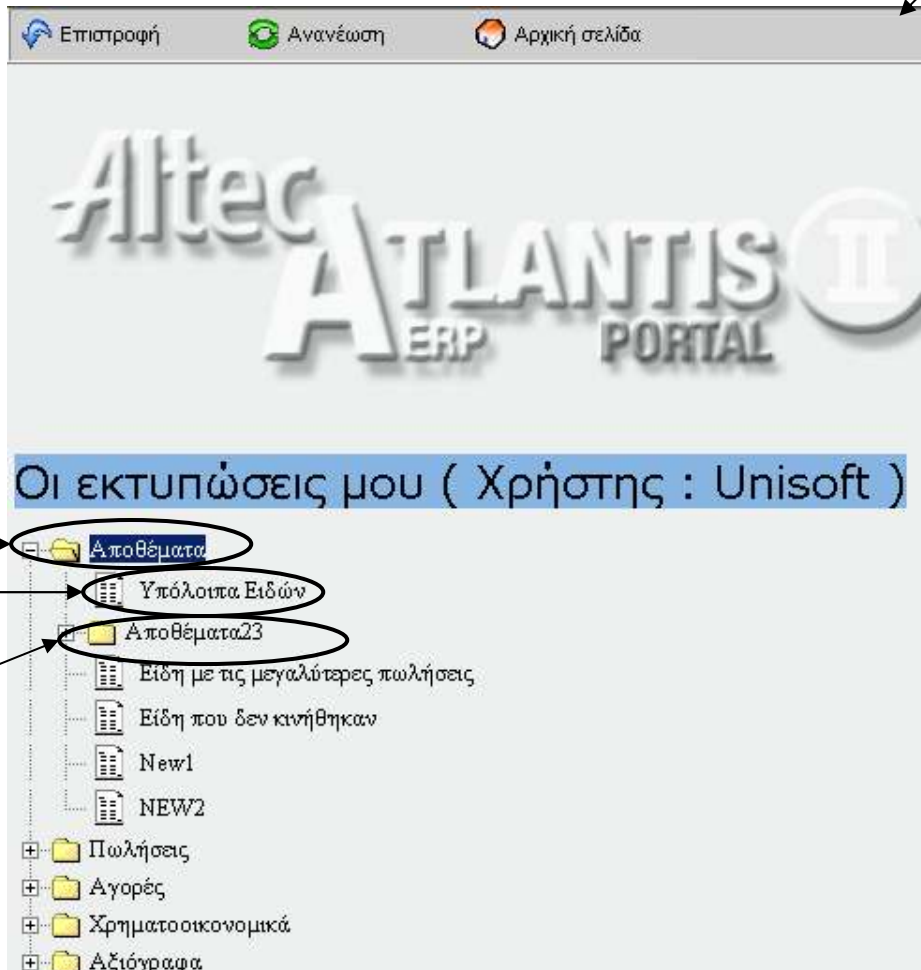 Επιστροφή Ανανέωση Αρχική σελίδα
Altec
ATLANTIS II
ERP PORTAL
Οι εκτυπώσεις μου ( Χρήστης : Unisoft )
Αποθέματα
Υπόλοιπα Ειδών
Αποθέματα23
Είδη με τις μεγαλύτερες πωλήσεις
Είδη που δεν κινήθηκαν
New1
NEW2
Πωλήσεις
Αγορές
Χρηματοοικονομικά
Αξιόγραφα